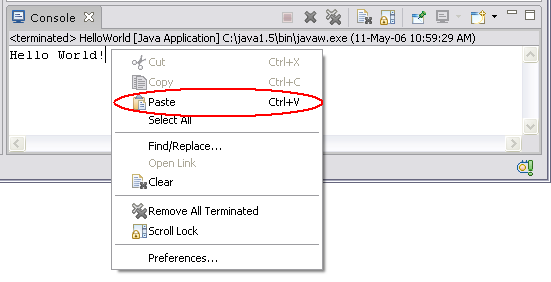 Console
<terminated> HelloWorld [Java Application] C:\java1.5\bin\javaw.exe (11-May-06 10:59:29 AM)
Hello World!
Cut Ctrl+X
Copy Ctrl+C
Paste Ctrl+V
Select All
Find/Replace...
Open Link
Clear
Remove All Terminated
Scroll Lock
Preferences...